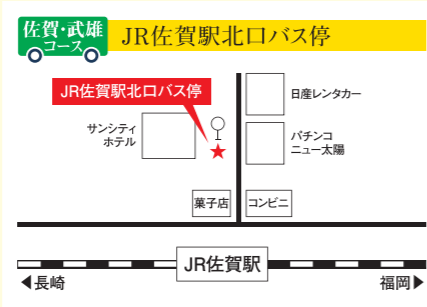 佐賀・武雄
コース
JR佐賀駅北口バス停
JR佐賀駅北口バス停
日産レンタカー
サンシティ
ホテル
パチンコ
ニュー太陽
菓子店
コンビニ
JR佐賀駅
◀長崎
福岡▶